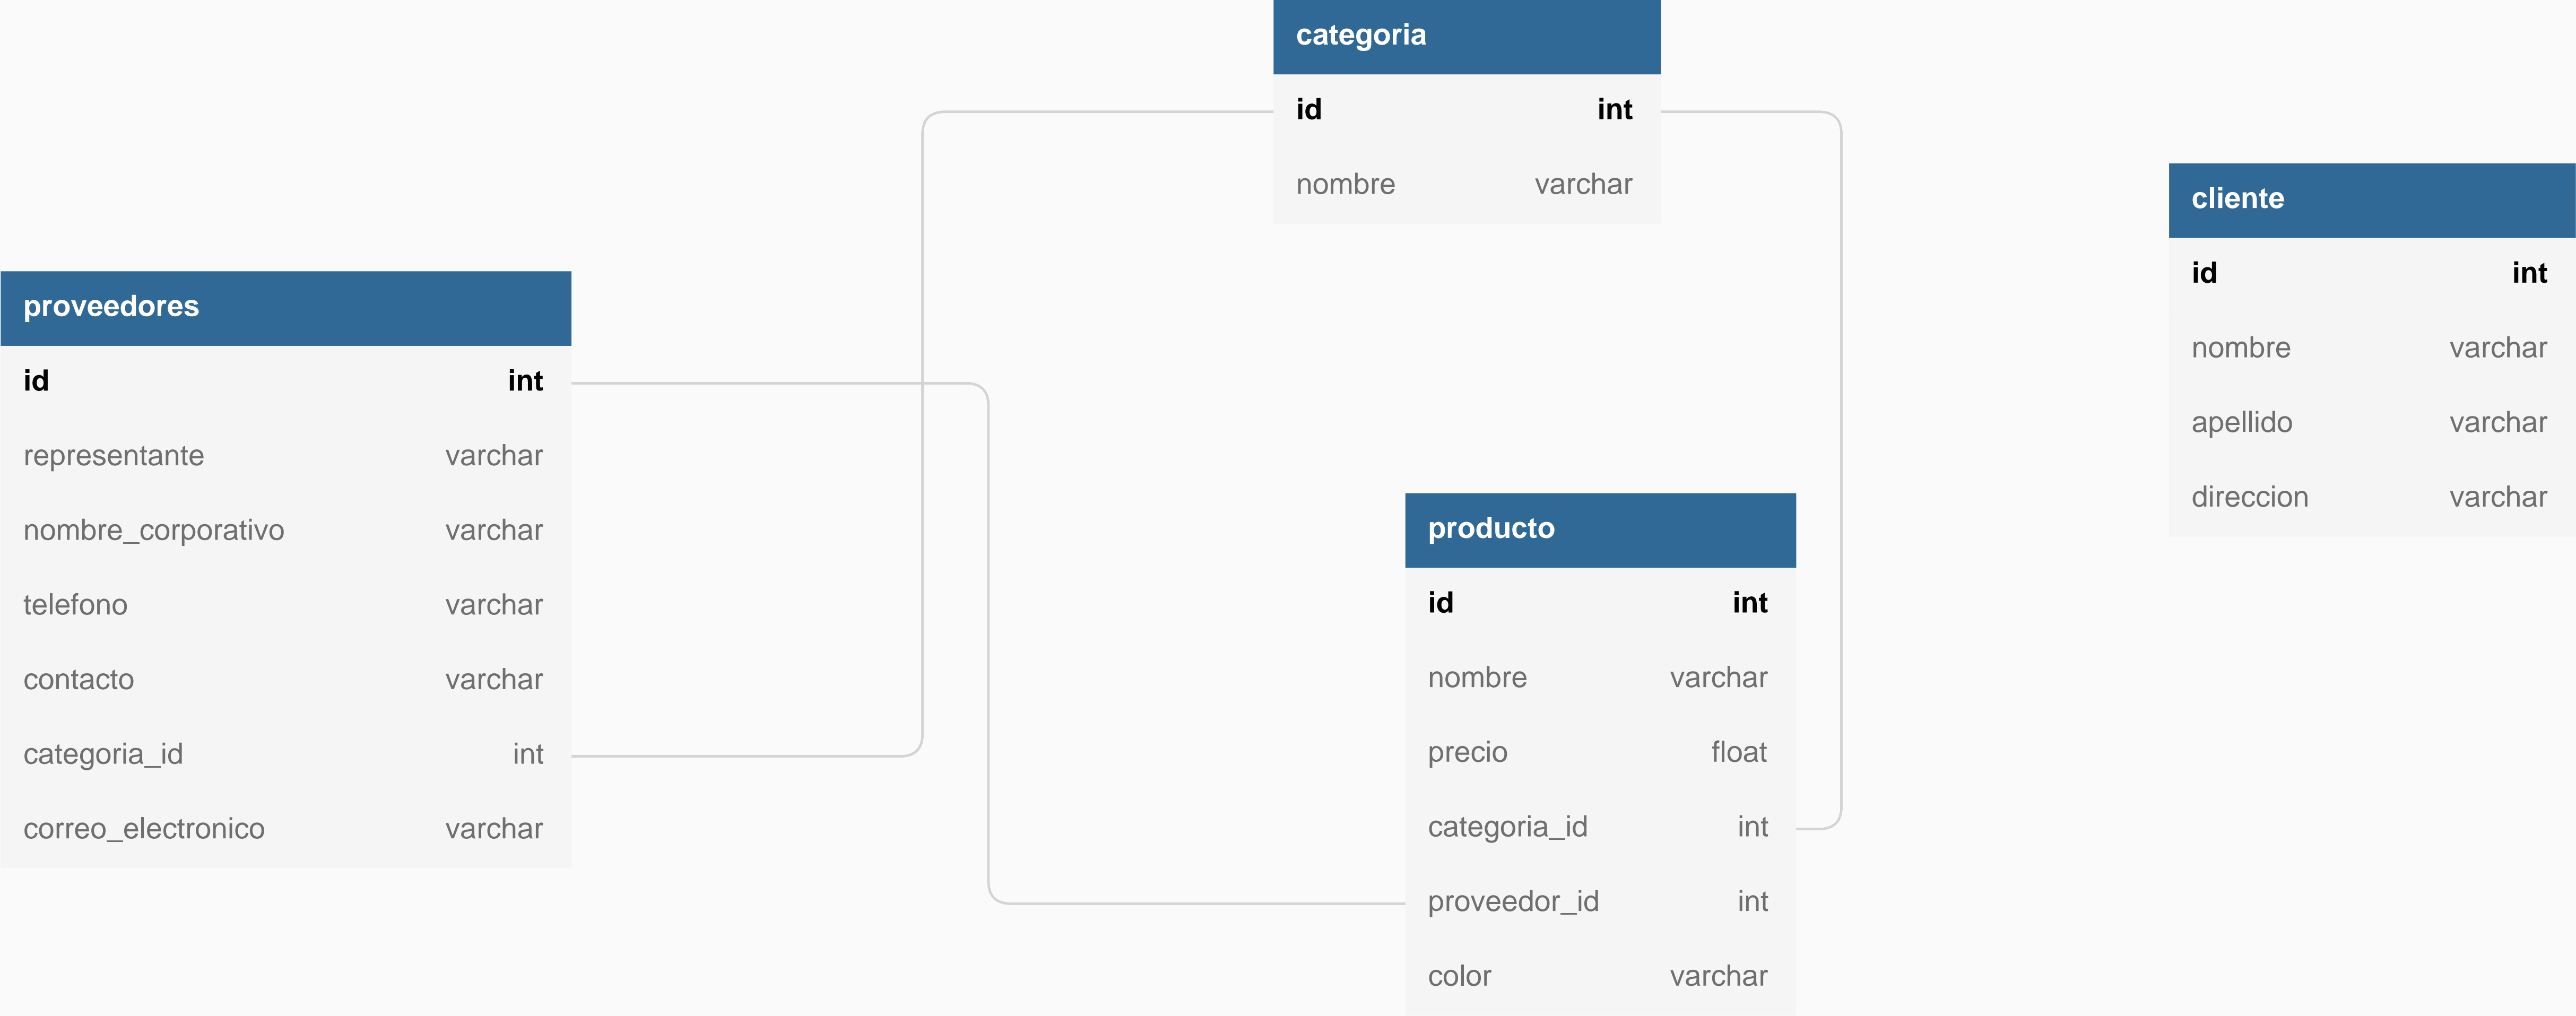 categoria
id int
nombre varchar
cliente
id int
nombre varchar
apellido varchar
direccion varchar
proveedores
id int
representante varchar
nombre_corporativo varchar
telefono varchar
contacto varchar
categoria_id int
correo_electronico varchar
producto
id int
nombre varchar
precio float
categoria_id int
proveedor_id int
color varchar